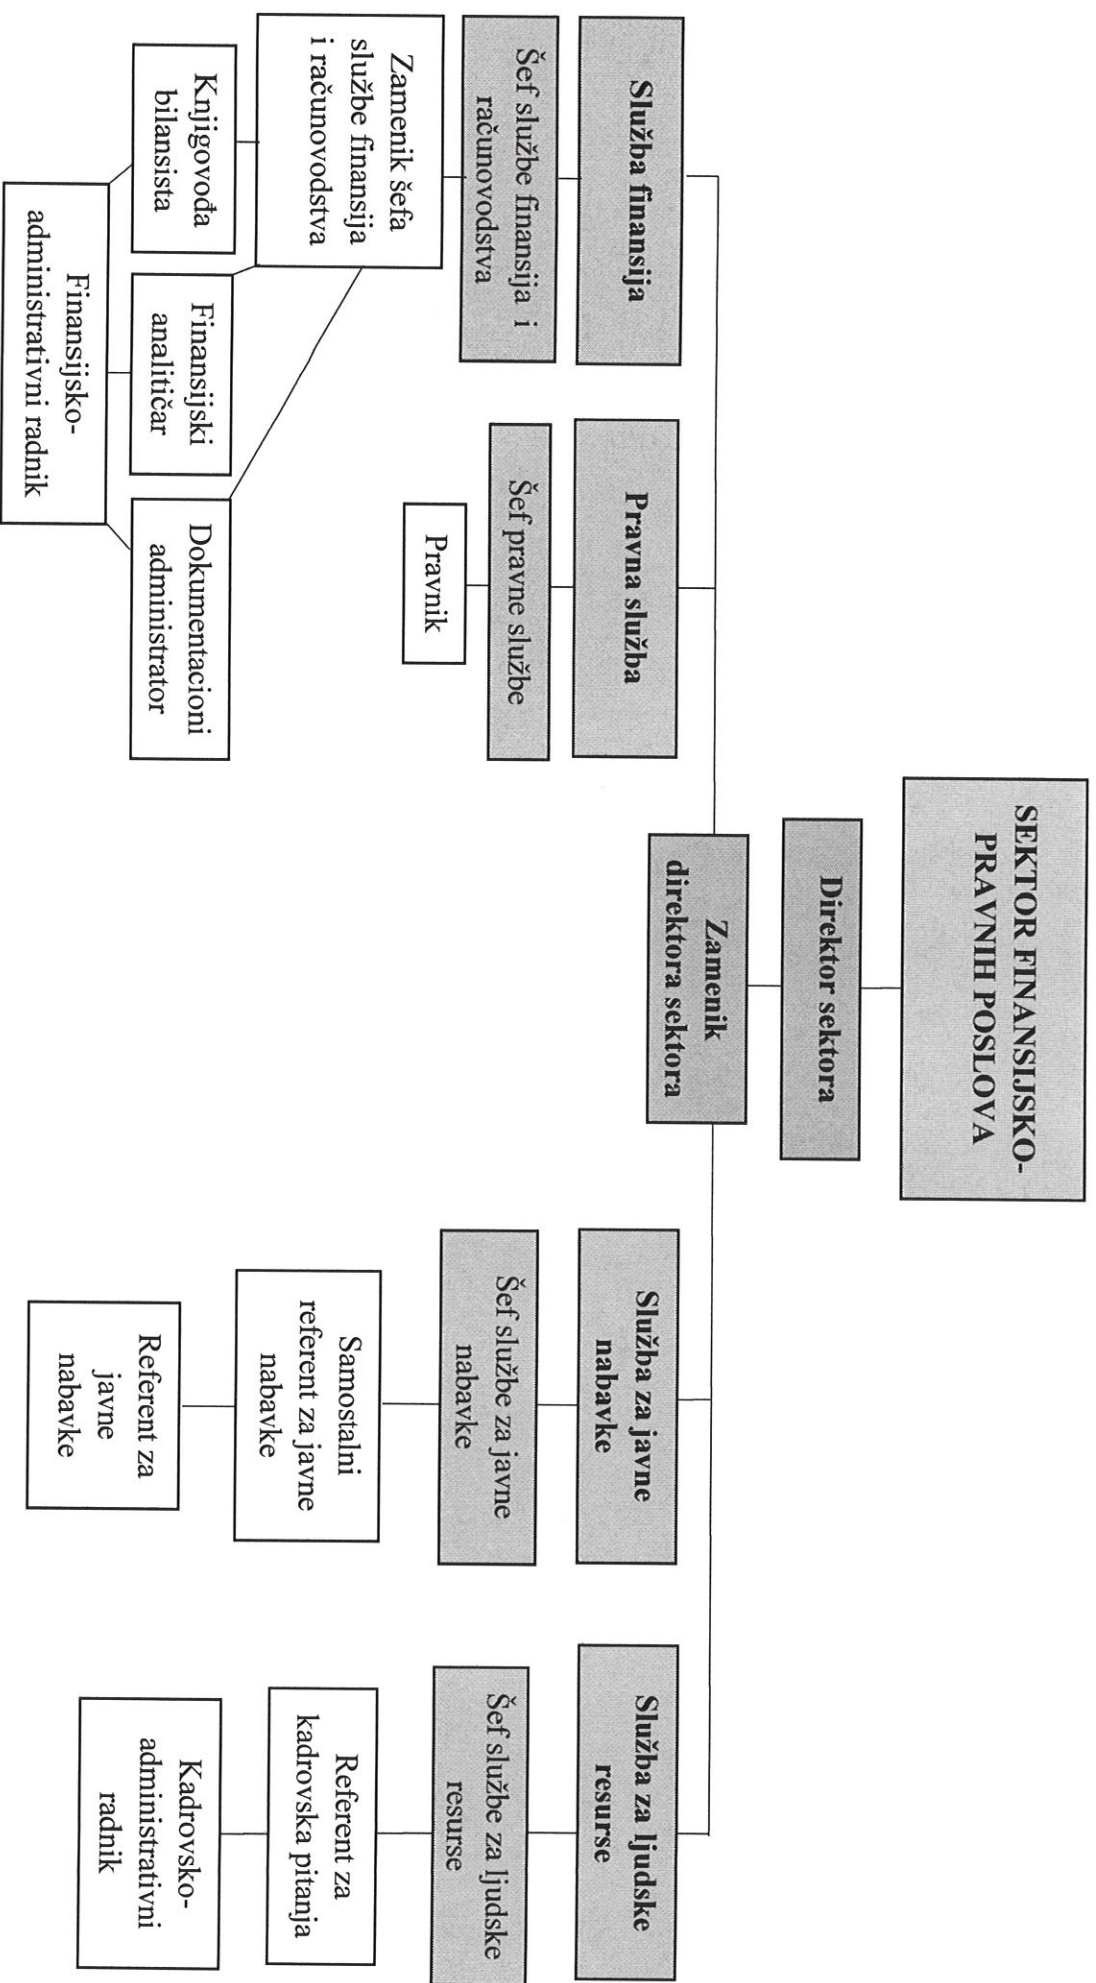 SEKTOR FINANSIJSKO-
PRAVNIH POSLOVA
Direktor sektora
Zamenik
direktora sektora
Služba finansija
Šef službe finansija i
računovodstva
Zamenik šefa
službe finansija
i računovodstva
Knjigovođa
bilansista
Finansijski
analitičar
Dokumentacioni
administrator
Finansijsko-
administrativni radnik
Pravna služba
Šef pravne službe
Pravnik
Služba za javne
nabavke
Šef službe za javne
nabavke
Samostalni
referent za javne
nabavke
Referent za
javne
nabavke
Služba za ljudske
resurse
Šef službe za ljudske
resurse
Referent za
kadrovska pitanja
Kadrovsko-
administrativni
radnik